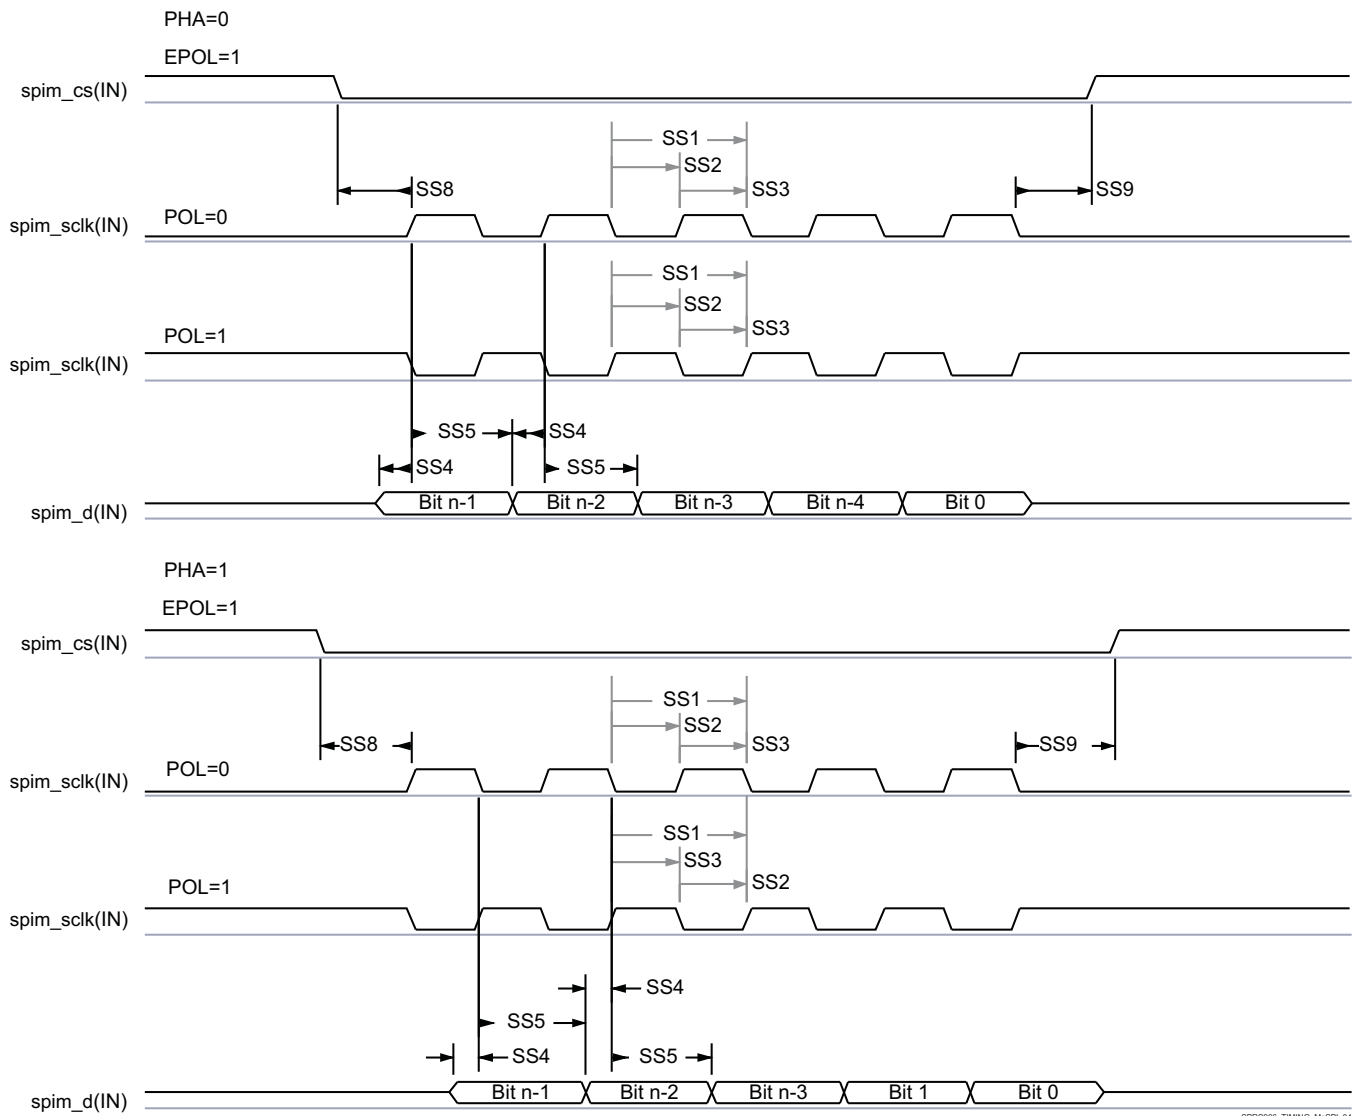 PHA=0
EPOL=1
spim_cs(IN)
SS1
SS2
SS8
SS3
SS9
POL=0
spim_sclk(IN)
SS1
SS2
SS3
POL=1
spim_sclk(IN)
SS5
SS4
SS4
SS5
Bit n-1
Bit n-2
Bit n-3
Bit n-4
Bit 0
spim_d(IN)
PHA=1
EPOL=1
spim_cs(IN)
SS1
SS2
SS8
SS3
SS9
POL=0
spim_sclk(IN)
SS1
SS3
SS2
POL=1
spim_sclk(IN)
SS4
SS5
SS4
SS5
Bit n-1
Bit n-2
Bit n-3
Bit 1
Bit 0
spim_d(IN)